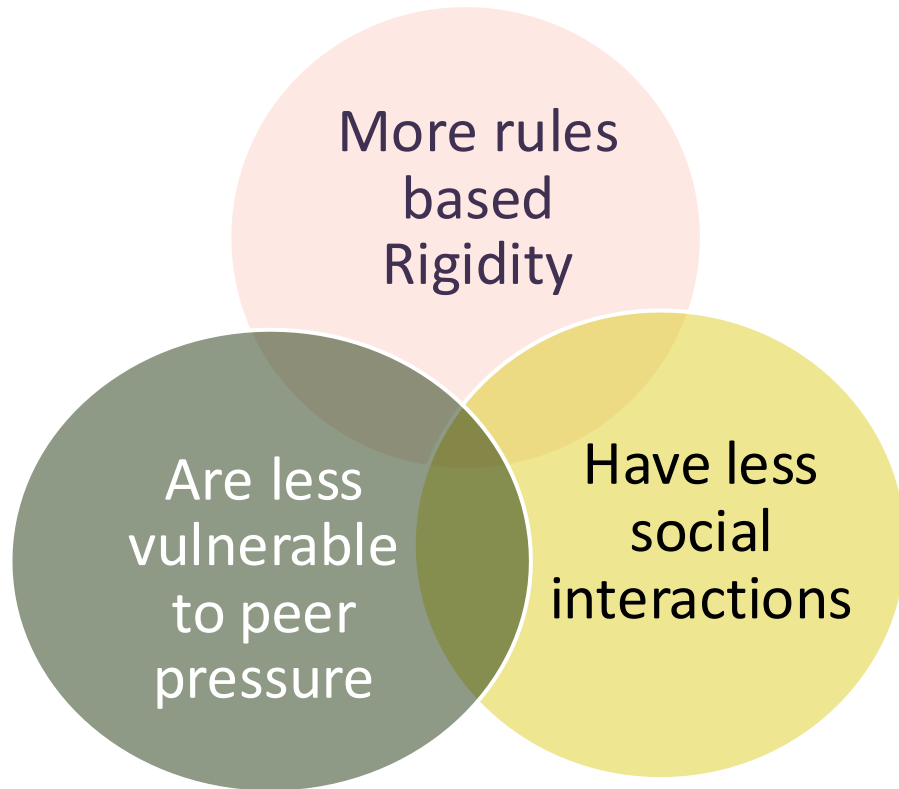 More rules
based
Rigidity
Are less
vulnerable
to peer
pressure
Have less
social
interactions